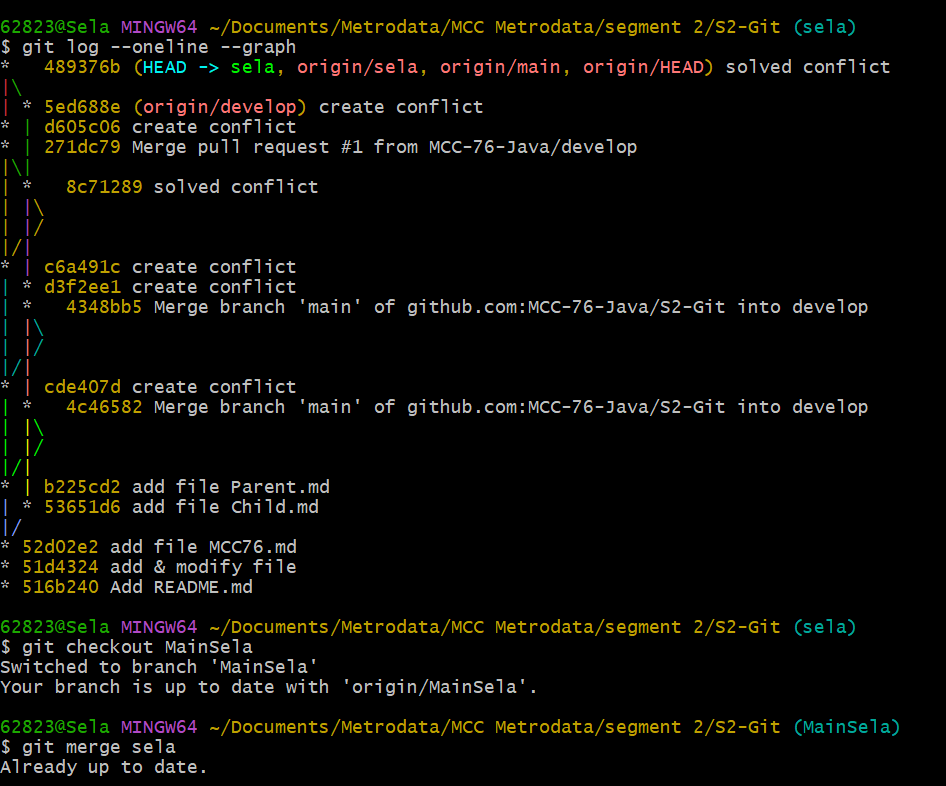 62823@Sela MINGW64 ~/Documents/Metrodata/MCC Metrodata/segment 2/S2-Git (sela)
$ git log --oneline --graph
*   489376b (HEAD -> sela, origin/sela, origin/main, origin/HEAD) solved conflict
|\
| * 5ed688e (origin/develop) create conflict
* | d605c06 create conflict
* | 271dc79 Merge pull request #1 from MCC-76-Java/develop
|\|
| *   8c71289 solved conflict
| |\
| |/
|/|
* | c6a491c create conflict
| * d3f2ee1 create conflict
| *   4348bb5 Merge branch 'main' of github.com:MCC-76-Java/S2-Git into develop
| |\
| |/
|/|
* | cde407d create conflict
| *   4c46582 Merge branch 'main' of github.com:MCC-76-Java/S2-Git into develop
| |\
| |/
|/|
* | b225cd2 add file Parent.md
| * 53651d6 add file Child.md
|/
* 52d02e2 add file MCC76.md
* 51d4324 add & modify file
* 516b240 Add README.md
62823@Sela MINGW64 ~/Documents/Metrodata/MCC Metrodata/segment 2/S2-Git (sela)
$ git checkout MainSela
Switched to branch 'MainSela'
Your branch is up to date with 'origin/MainSela'.
62823@Sela MINGW64 ~/Documents/Metrodata/MCC Metrodata/segment 2/S2-Git (MainSela)
$ git merge sela
Already up to date.